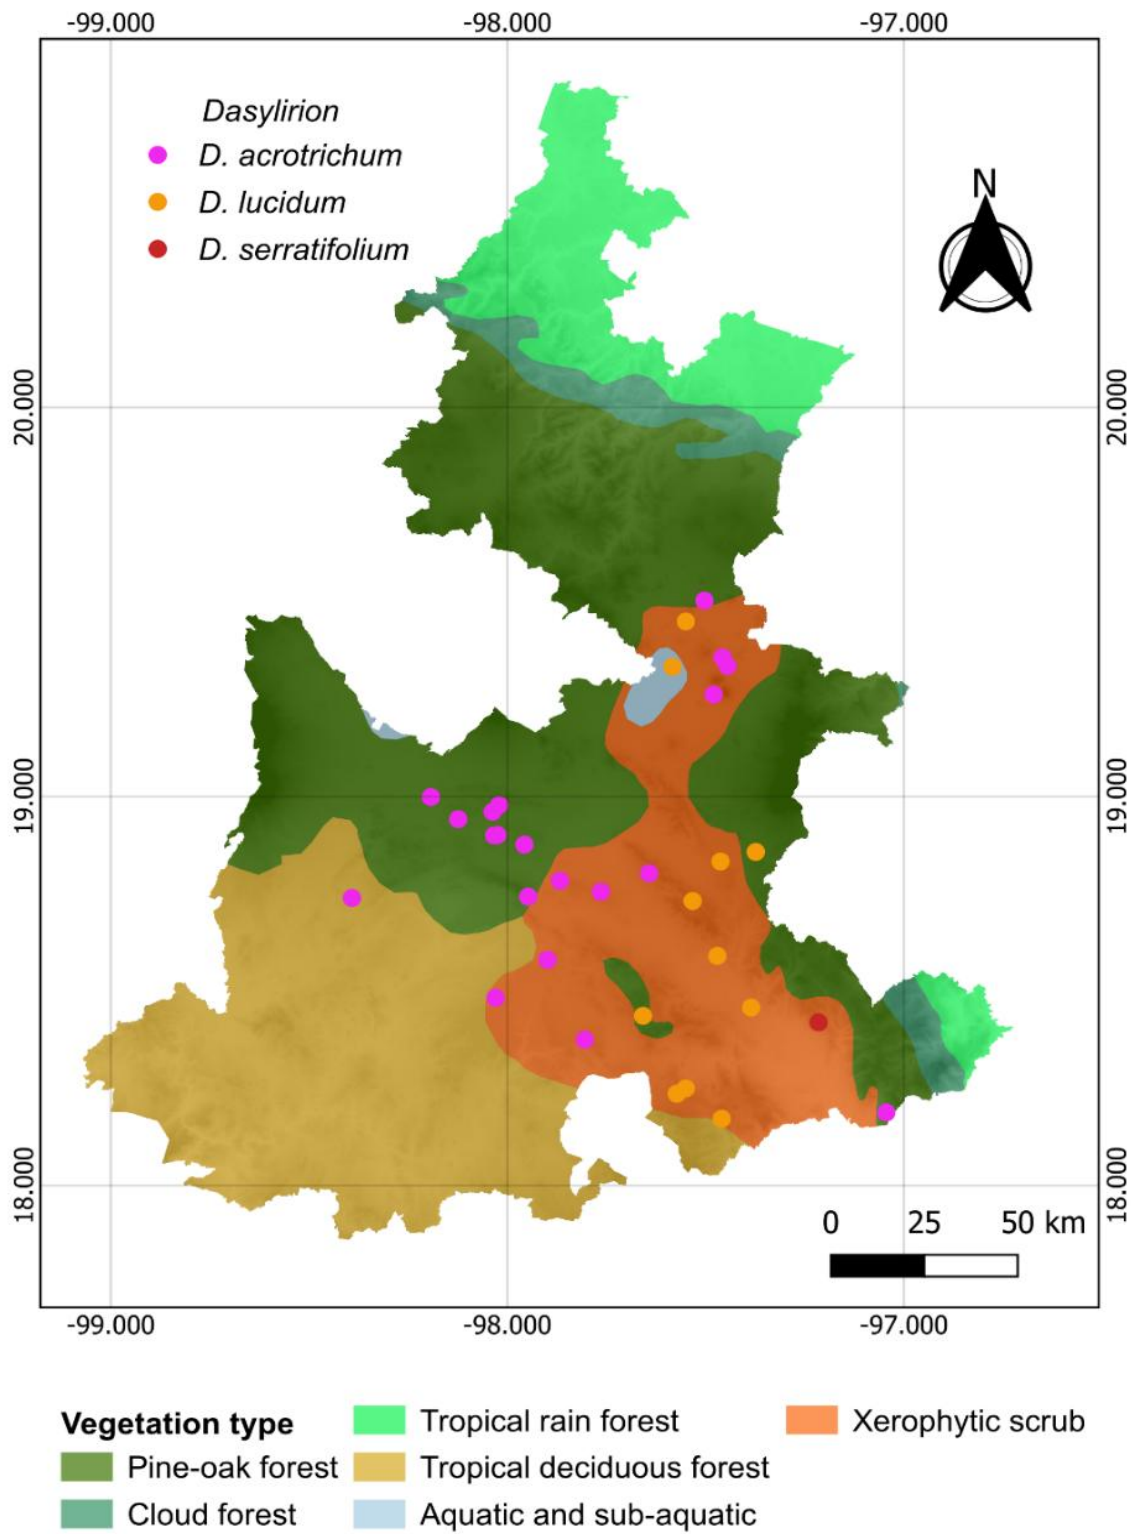 -99.000 -98.000 -97.000
Dasylirion
D. acrotrichum
D. lucidum
D. serratifolium
N
20.000 20.000
19.000 19.000
18.000 18.000
0 25 50 km
-99.000 -98.000 -97.000
Vegetation type
Pine-oak forest
Cloud forest
Tropical rain forest
Tropical deciduous forest
Aquatic and sub-aquatic
Xerophytic scrub